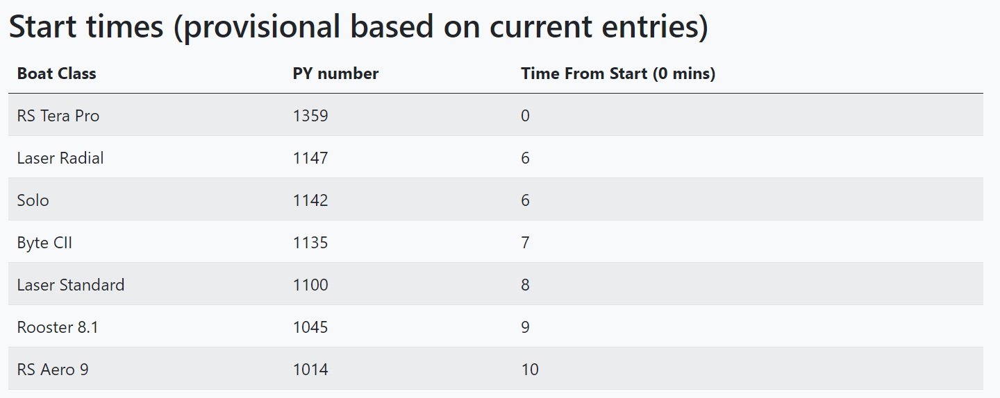 Start times (provisional based on current entries)
Boat Class PY number Time From Start (0 mins)
RS Tera Pro 1359 0
Laser Radial 1147 6
Solo 1142 6
Byte CII 1135 7
Laser Standard 1100 8
Rooster 8.1 1045 9
RS Aero 9 1014 10